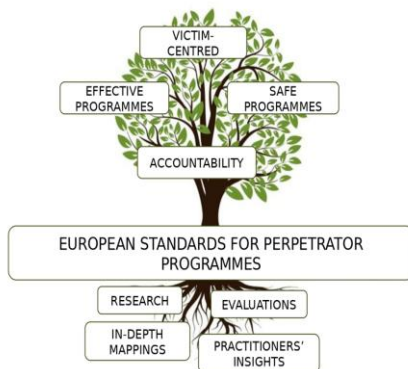 VICTIM-
CENTRED
EFFECTIVE
PROGRAMMES
SAFE
PROGRAMMES
ACCOUNTABILITY
EUROPEAN STANDARDS FOR PERPETRATOR
PROGRAMMES
RESEARCH
EVALUATIONS
IN-DEPTH
MAPPINGS
PRACTITIONERS’
INSIGHTS